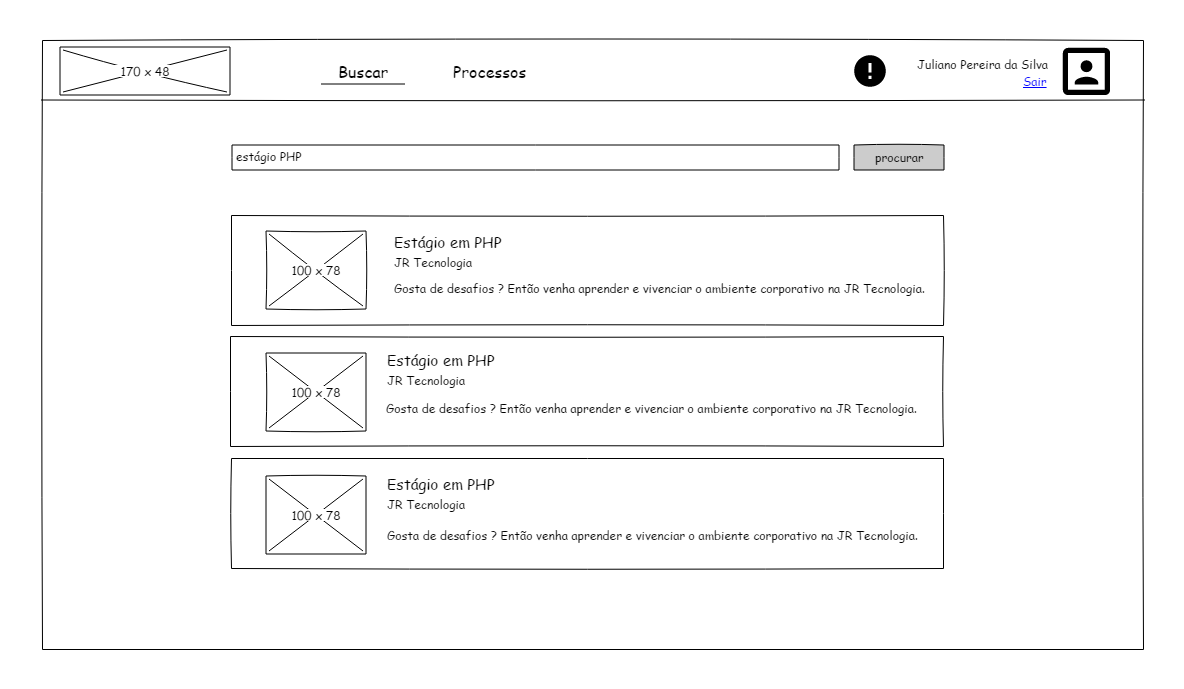 170 x 48
Buscar
Processos
!
Juliano Pereira da Silva
Sair
estágio PHP
procurar
100 x 78
Estágio em PHP
JR Tecnologia
Gosta de desafios ? Então venha aprender e vivenciar o ambiente corporativo na JR Tecnologia.
100 x 78
Estágio em PHP
JR Tecnologia
Gosta de desafios ? Então venha aprender e vivenciar o ambiente corporativo na JR Tecnologia.
100 x 78
Estágio em PHP
JR Tecnologia
Gosta de desafios ? Então venha aprender e vivenciar o ambiente corporativo na JR Tecnologia.